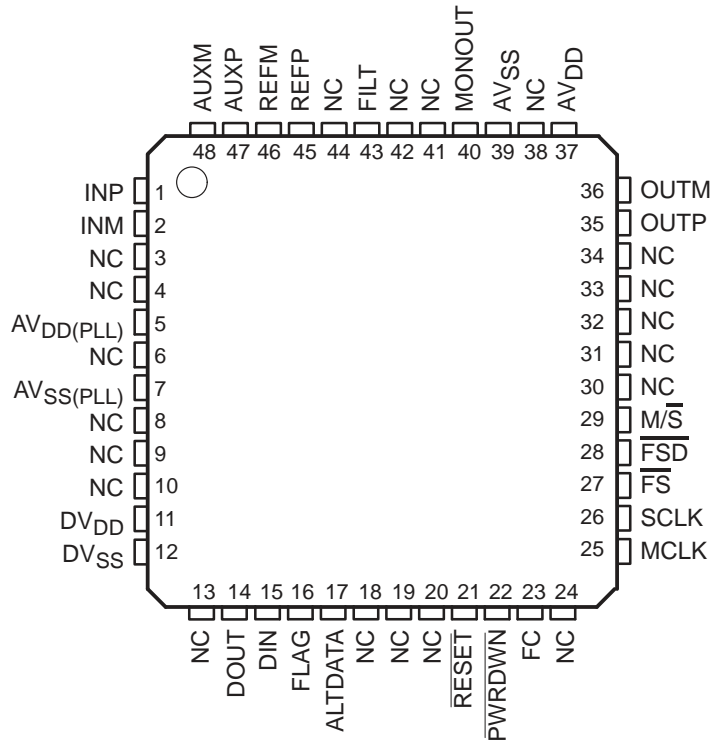 AUXM
AUXP
REFM
REFP
NC
FILT
NC
NC
MONOUT
AVSS
NC
AVDD
48 47 46 45 44 43 42 41 40 39 38 37
INP 1
INM 2
NC 3
NC 4
AVDD(PLL) 5
NC 6
AVSS(PLL) 7
NC 8
NC 9
NC 10
DVDD 11
DVSS 12
36 OUTM
35 OUTP
34 NC
33 NC
32 NC
31 NC
30 NC
29 M/S̅
28 F̅S̅D̅
27 F̅S̅
26 SCLK
25 MCLK
13 14 15 16 17 18 19 20 21 22 23 24
NC
DOUT
DIN
FLAG
ALTDATA
NC
NC
NC
R̅E̅S̅E̅T̅
P̅W̅R̅D̅W̅N̅
FC
NC